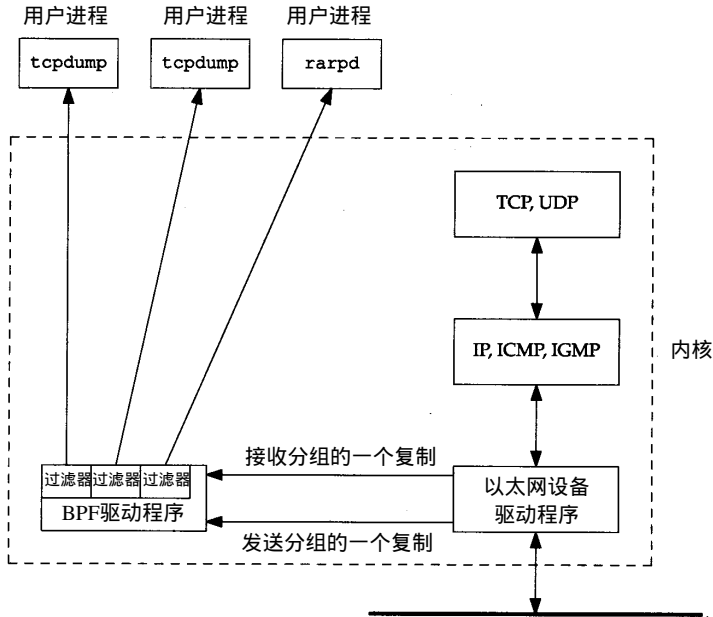 用户进程
用户进程
用户进程
tcpdump
tcpdump
rarpd
TCP, UDP
IP, ICMP, IGMP
内核
接收分组的一个复制
过滤器
过滤器
过滤器
BPF驱动程序
以太网设备
驱动程序
发送分组的一个复制